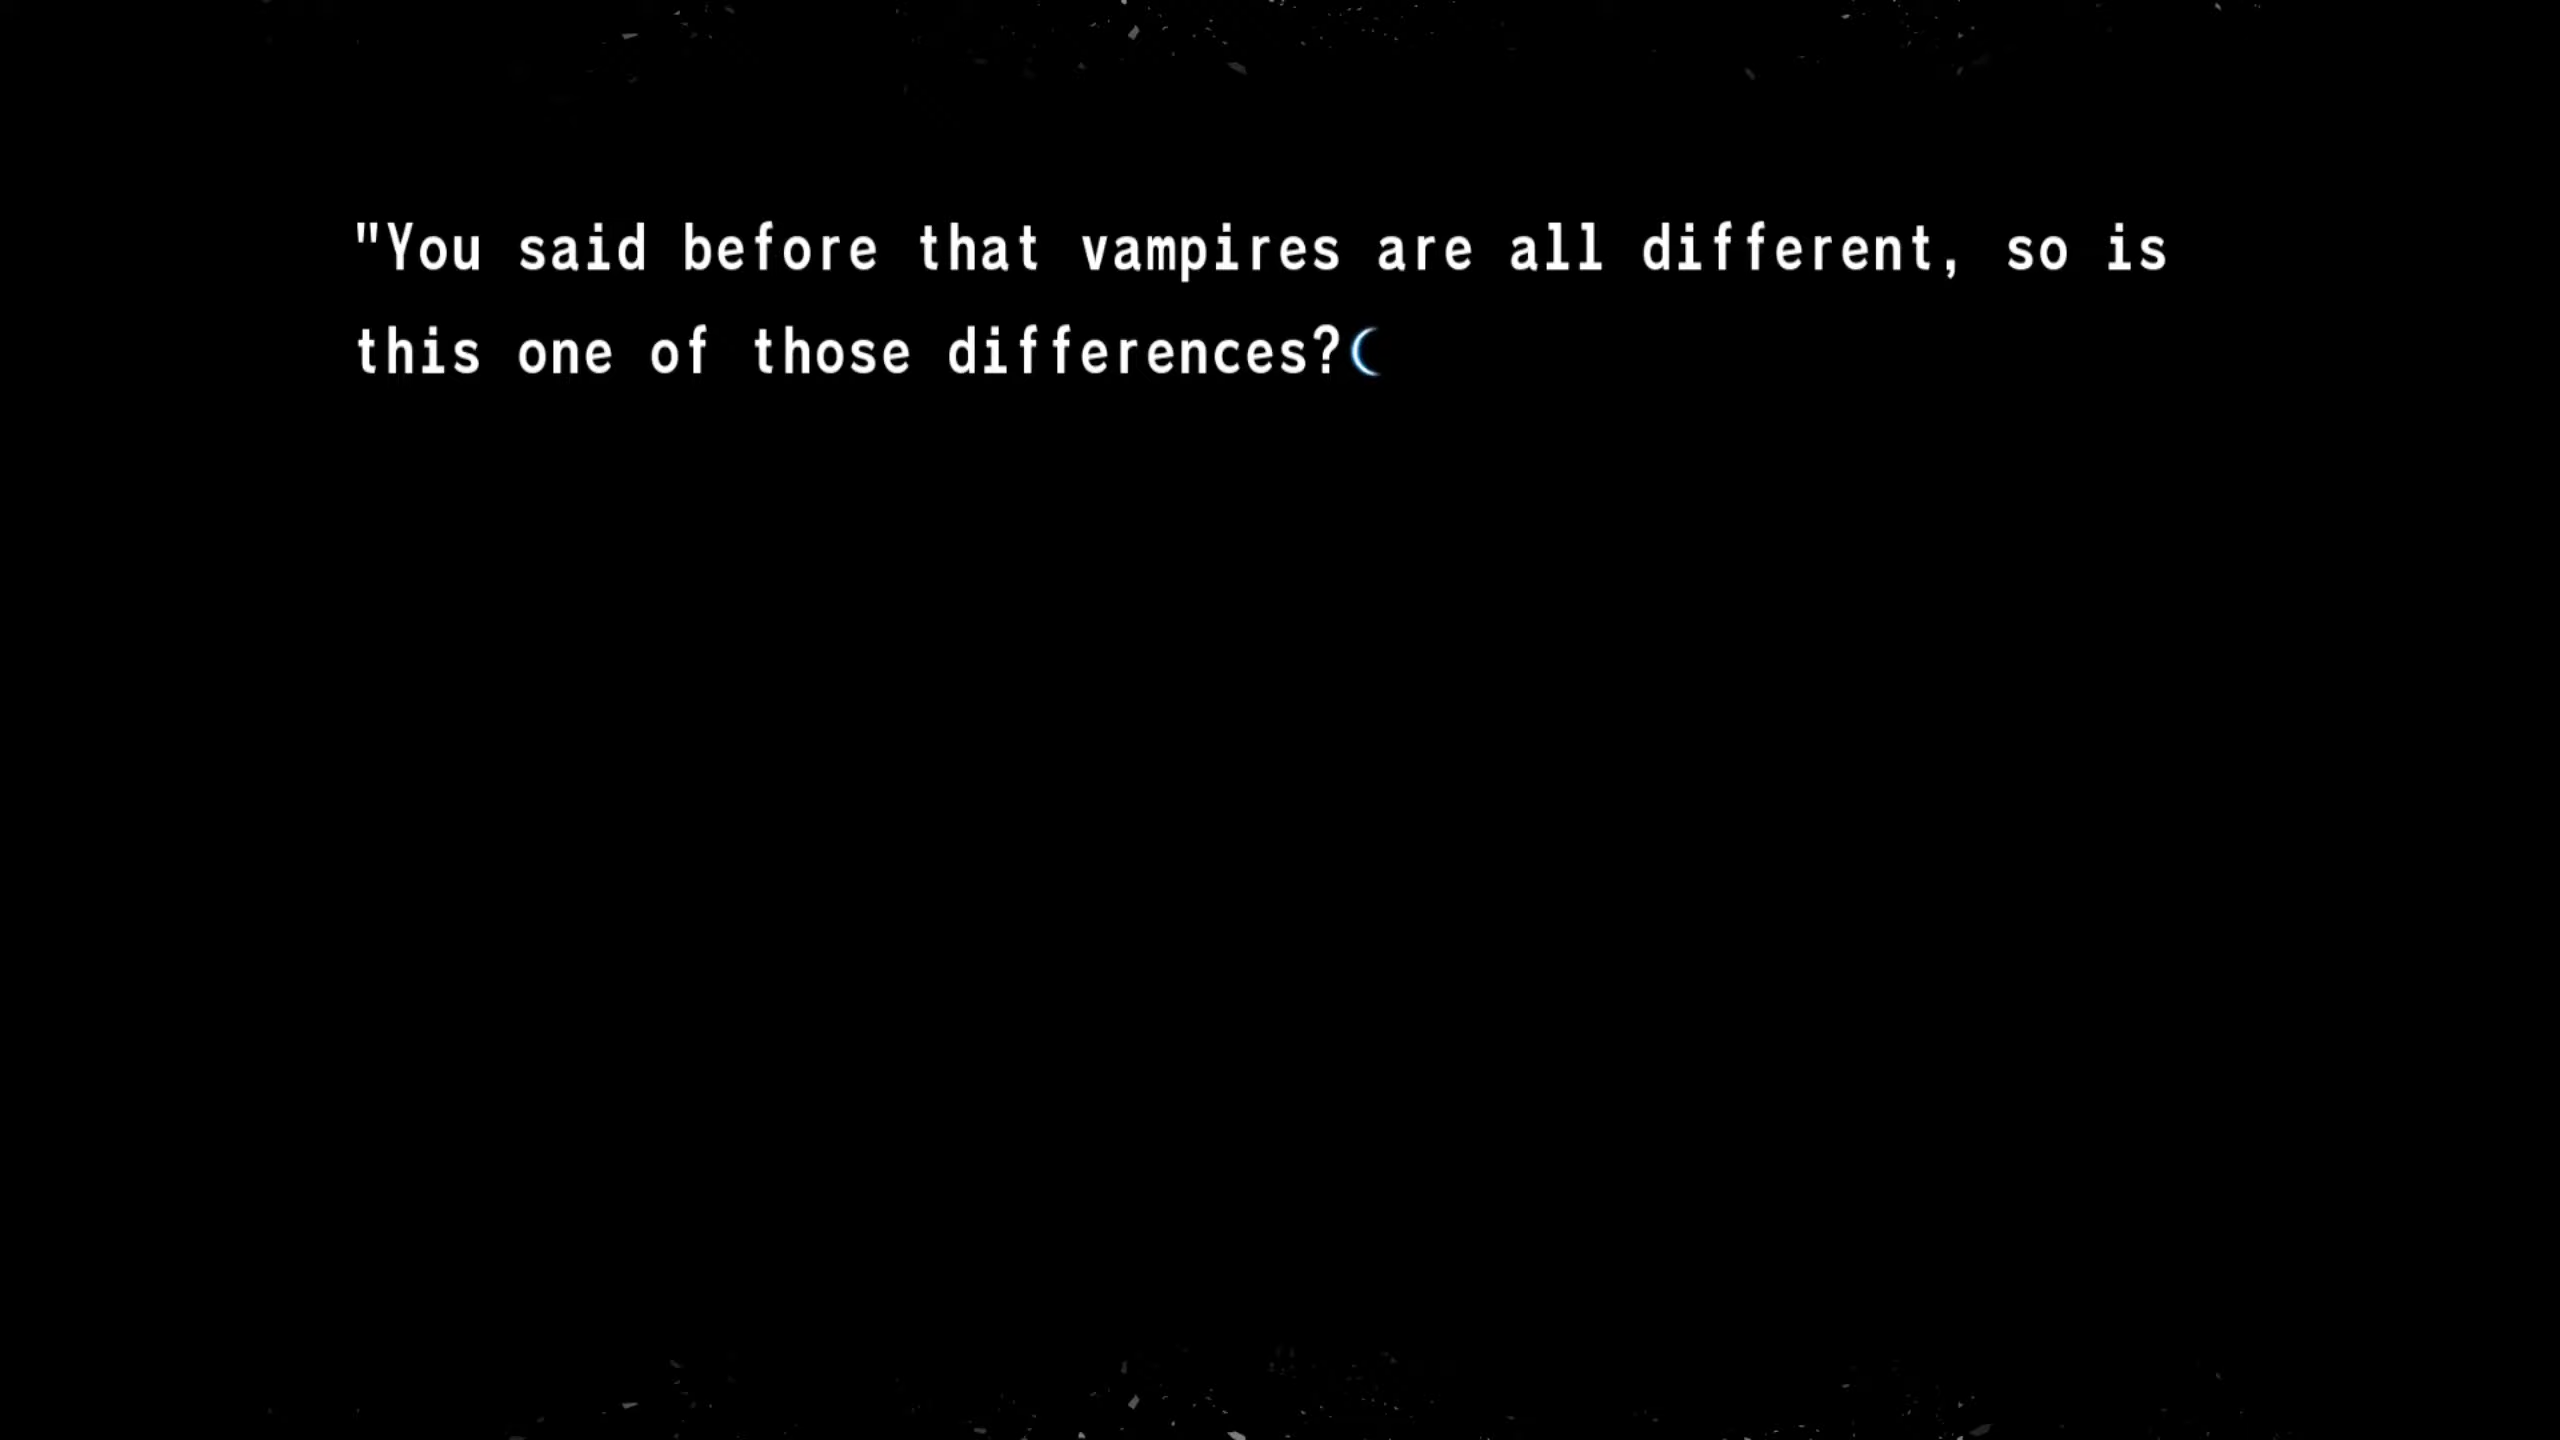 "You said before that vampires are all different, so is
this one of those differences?